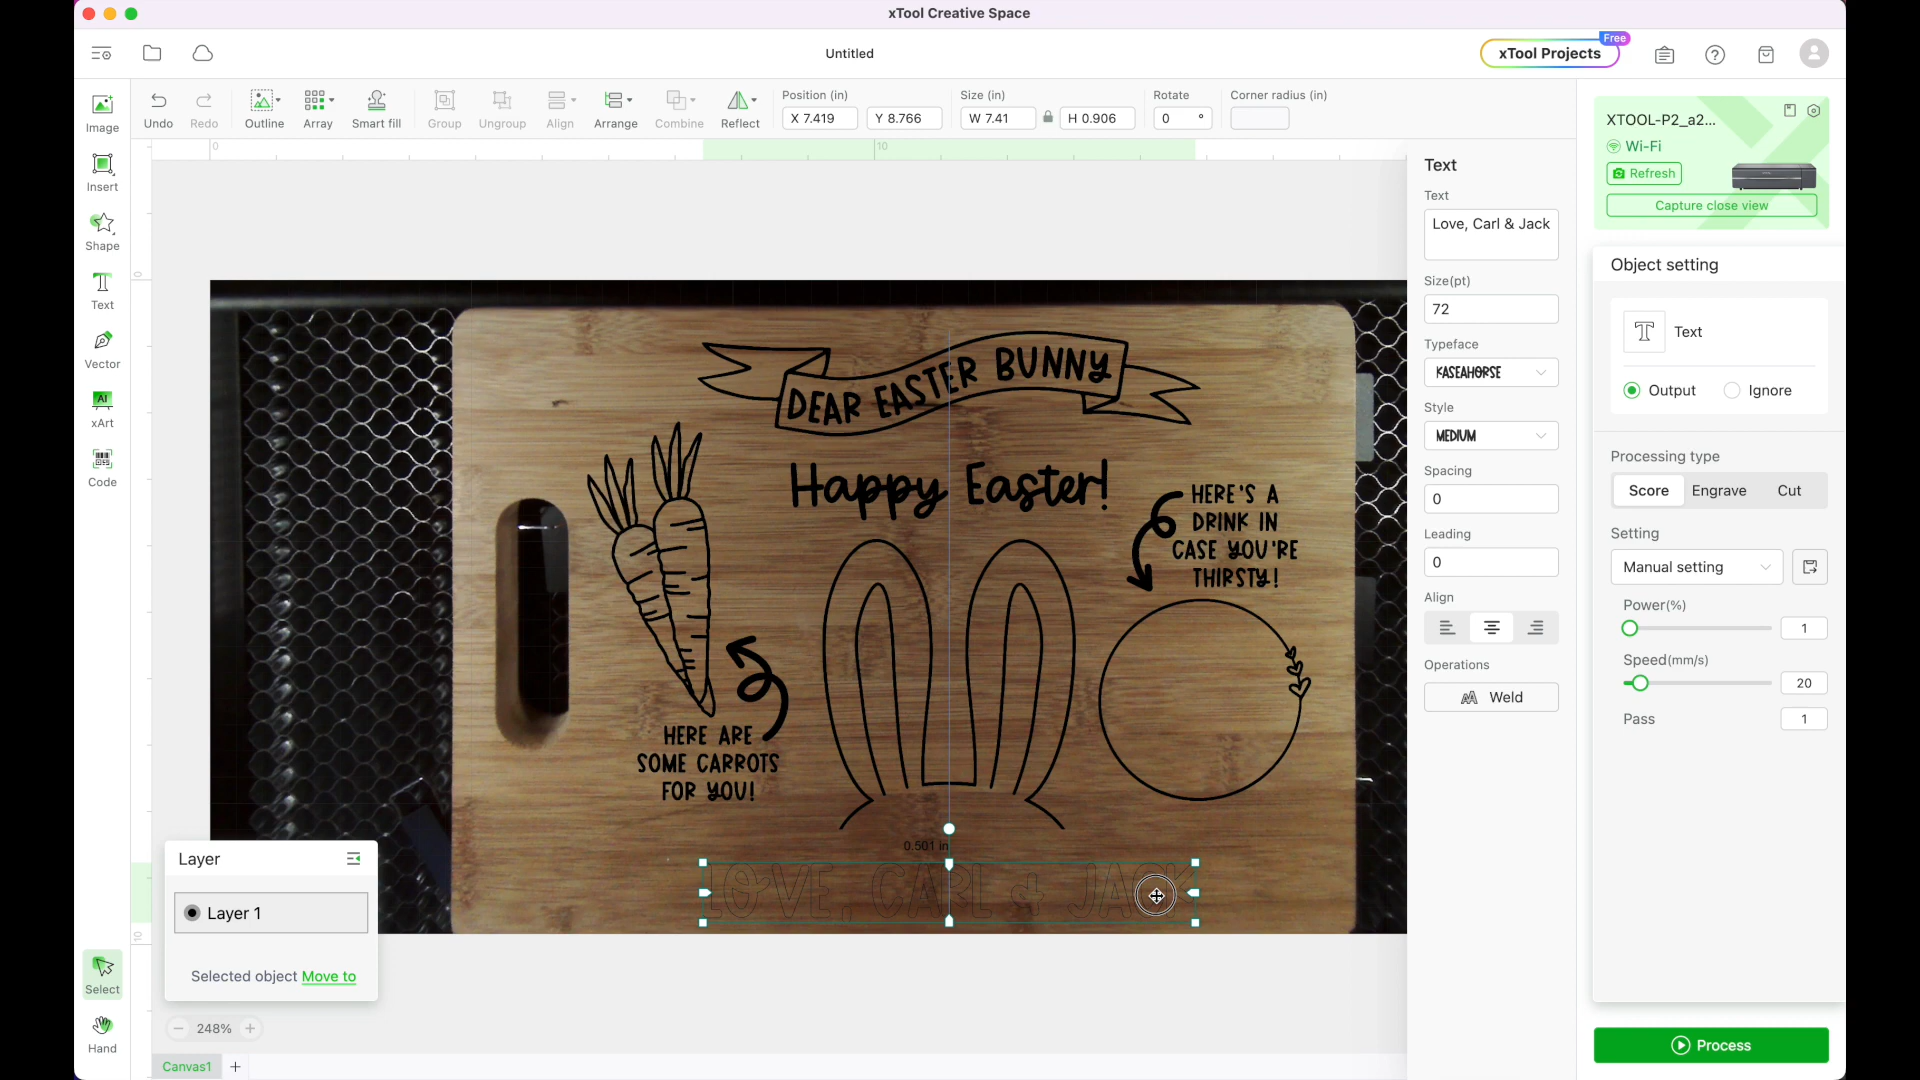 xTool Creative Space
Untitled
xTool Projects
Free
Image
Insert
Shape
Text
Vector
AI
xArt
Code
Select
Hand
Undo
Redo
Outline
Array
Smart fill
Group
Ungroup
Align
Arrange
Combine
Reflect
Position (in)
X 7.419
Y 8.766
Size (in)
W 7.41
H 0.906
Rotate
0 °
Corner radius (in)
0
10
0
10
DEAR EASTER BUNNY
Happy Easter!
HERE'S A
DRINK IN
CASE YOU'RE
THIRSTY!
HERE ARE
SOME CARROTS
FOR YOU!
0.501 in
LOVE, CARL & JACK
Layer
Layer 1
Selected object Move to
248%
Canvas1
Text
Text
Love, Carl & Jack
Size(pt)
72
Typeface
KASEAHORSE
Style
MEDIUM
Spacing
0
Leading
0
Align
Operations
Weld
XTOOL-P2_a2...
Wi-Fi
Refresh
Capture close view
Object setting
Text
Output
Ignore
Processing type
Score
Engrave
Cut
Setting
Manual setting
Power(%)
1
Speed(mm/s)
20
Pass
1
Process